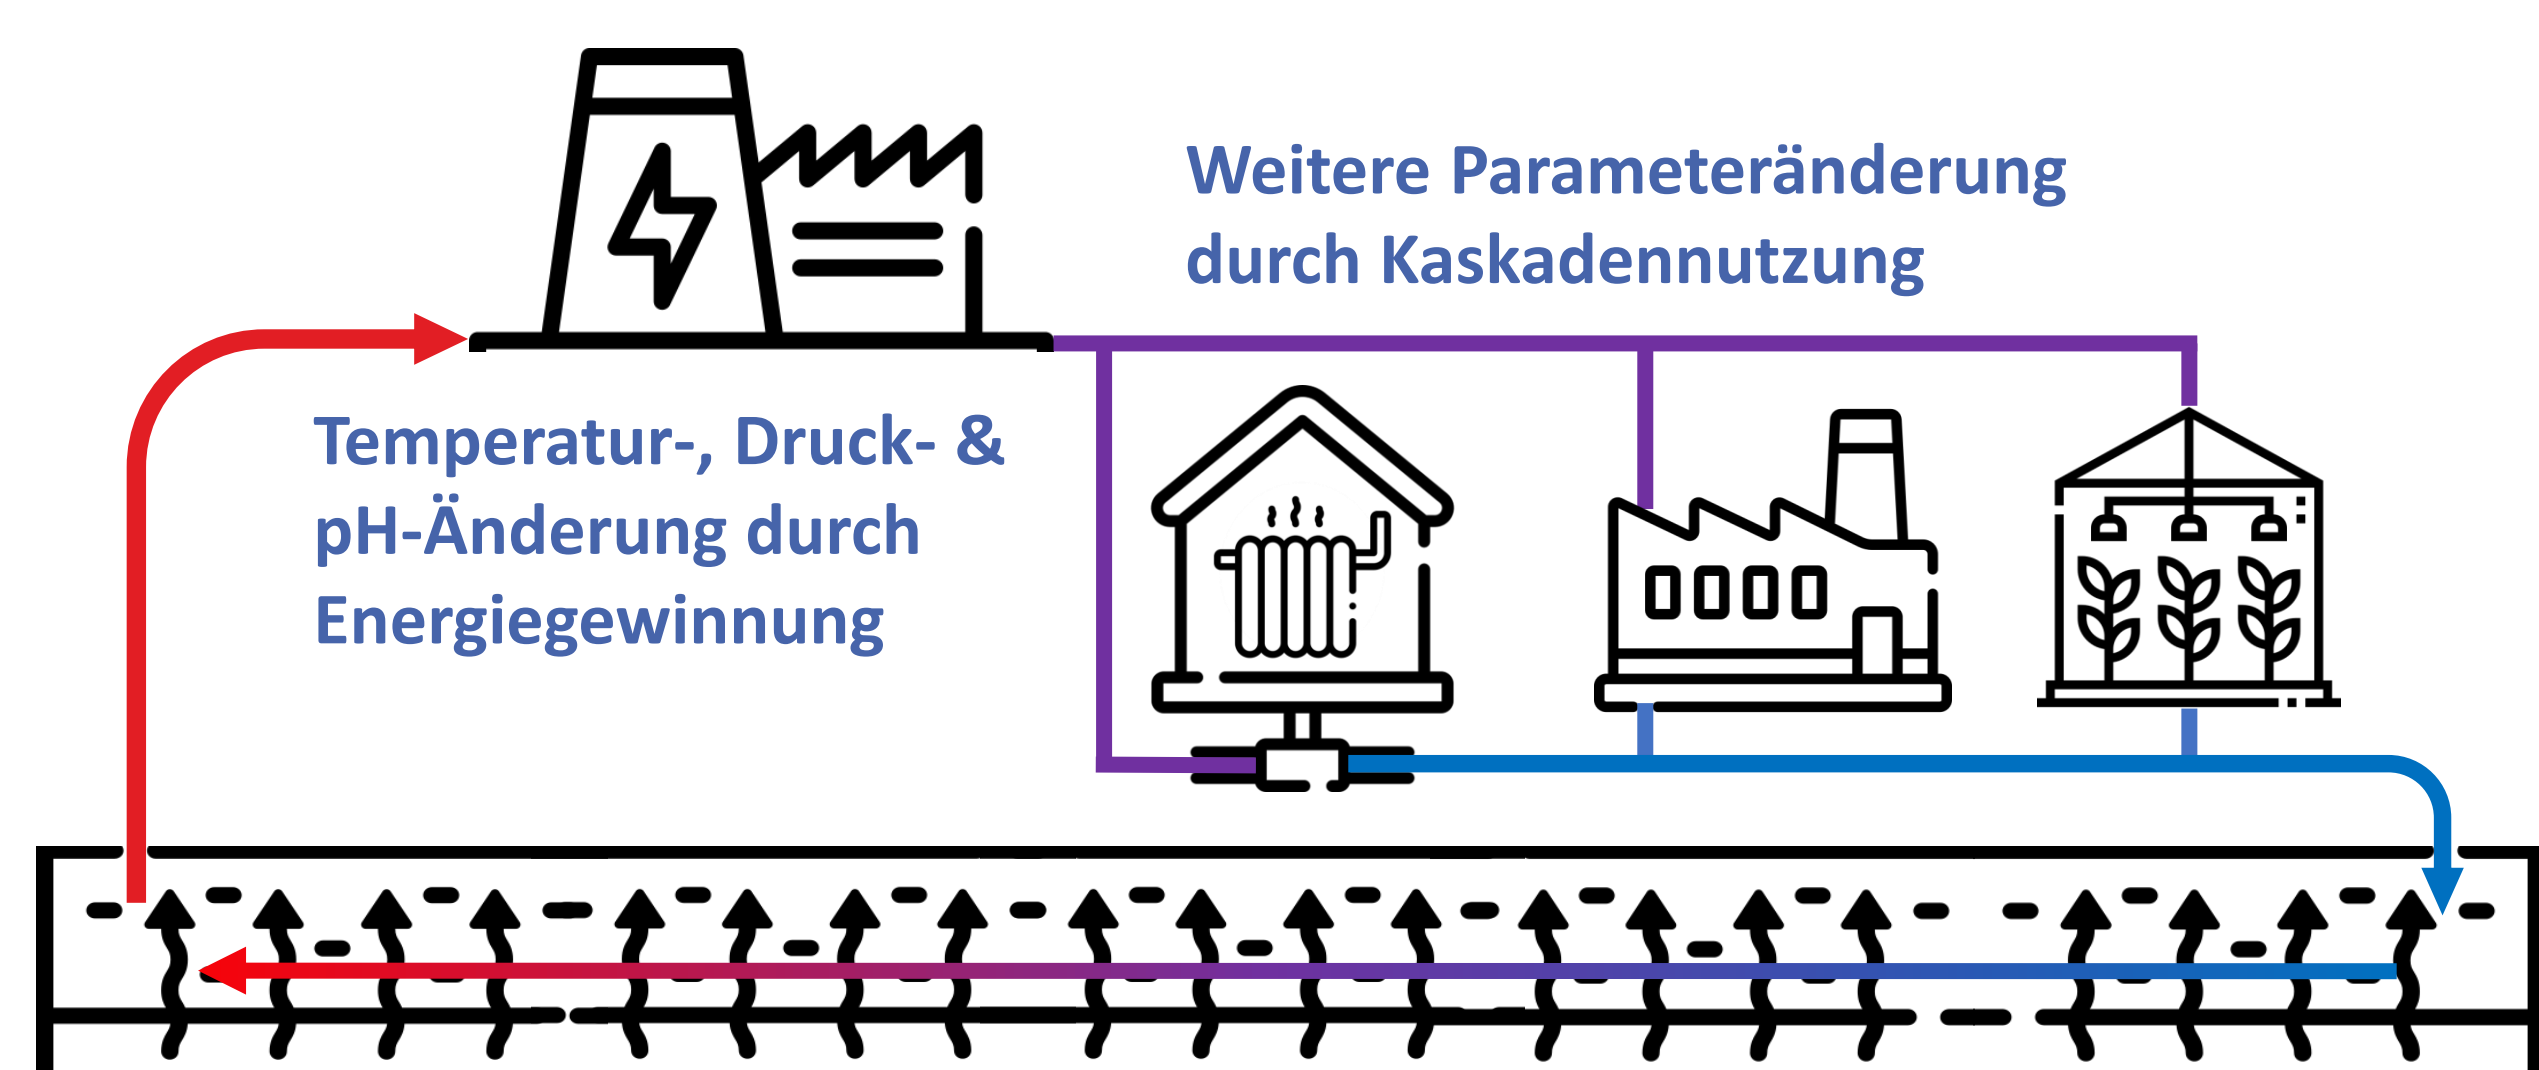 Weitere Parameteränderung
durch Kaskadennutzung
Temperatur-, Druck- &
pH-Änderung durch
Energiegewinnung